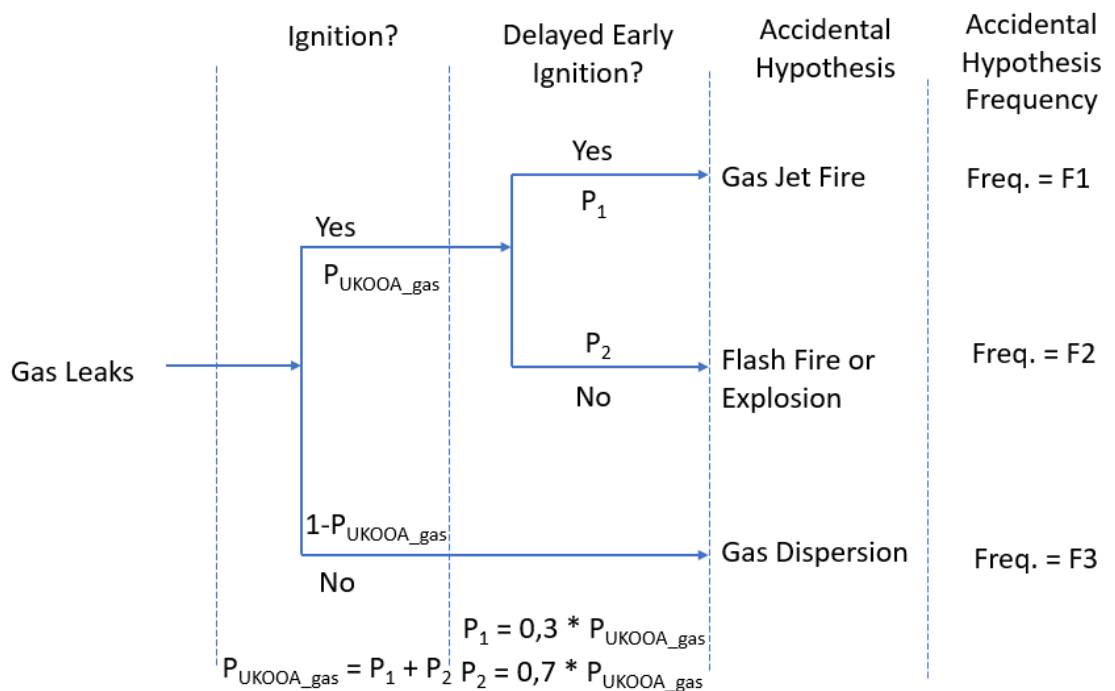 Ignition?
Delayed Early
Ignition?
Accidental
Hypothesis
Accidental
Hypothesis
Frequency
Yes
P1
Gas Jet Fire
Freq. = F1
Yes
PUKOOA_gas
Gas Leaks
P2
No
Flash Fire or
Explosion
Freq. = F2
1-PUKOOA_gas
No
Gas Dispersion
Freq. = F3
PUKOOA_gas = P1 + P2
P1 = 0,3 * PUKOOA_gas
P2 = 0,7 * PUKOOA_gas